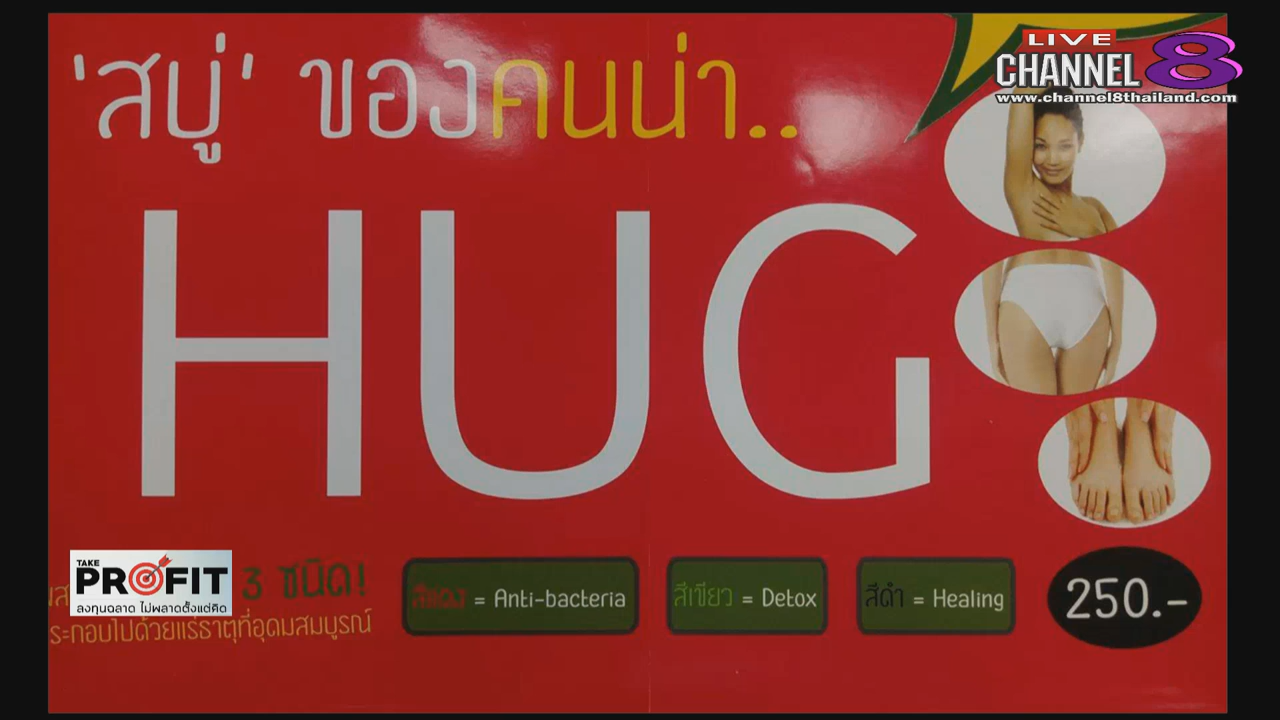 LIVE
CHANNEL 8
www.channel8thailand.com
'สบู่' ของคนน่า..
HUG
TAKE
PROFIT
ลงทุนฉลาด ไม่พลาดตั้งแต่คิด
3 ชนิด!
ระกอบไปด้วยแร่ธาตุที่อุดมสมบูรณ์
สีแดง = Anti-bacteria
สีเขียว = Detox
สีดำ = Healing
250.-